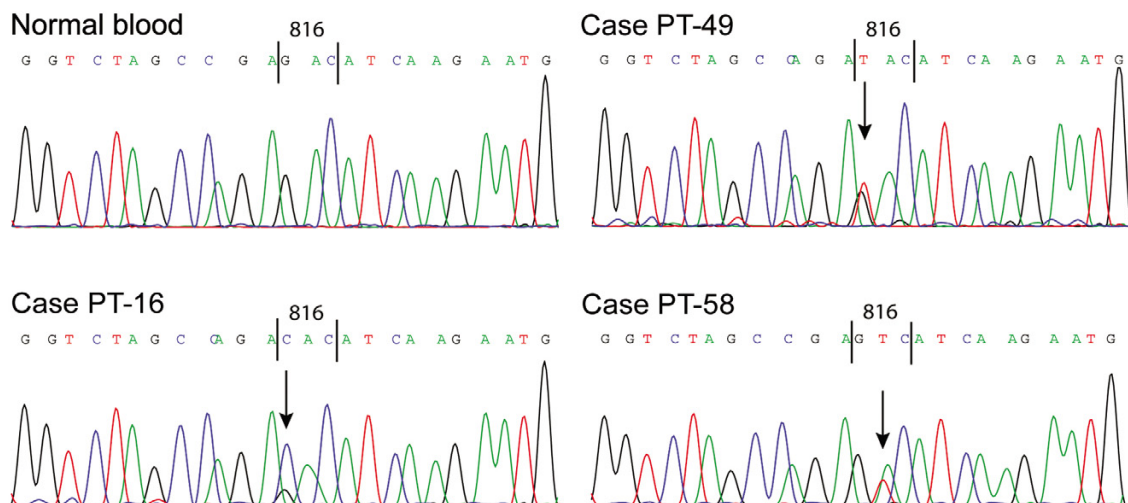 Normal blood
816
G G T C T A G C C G A|G A C|A T C A A G A A T G
Case PT-49
816
G G T C T A G C C A G A|T A C|A T C A A G A A T G
Case PT-16
816
G G T C T A G C C A G A|C A C|A T C A A G A A T G
Case PT-58
816
G G T C T A G C C G A|G T C|A T C A A G A A T G